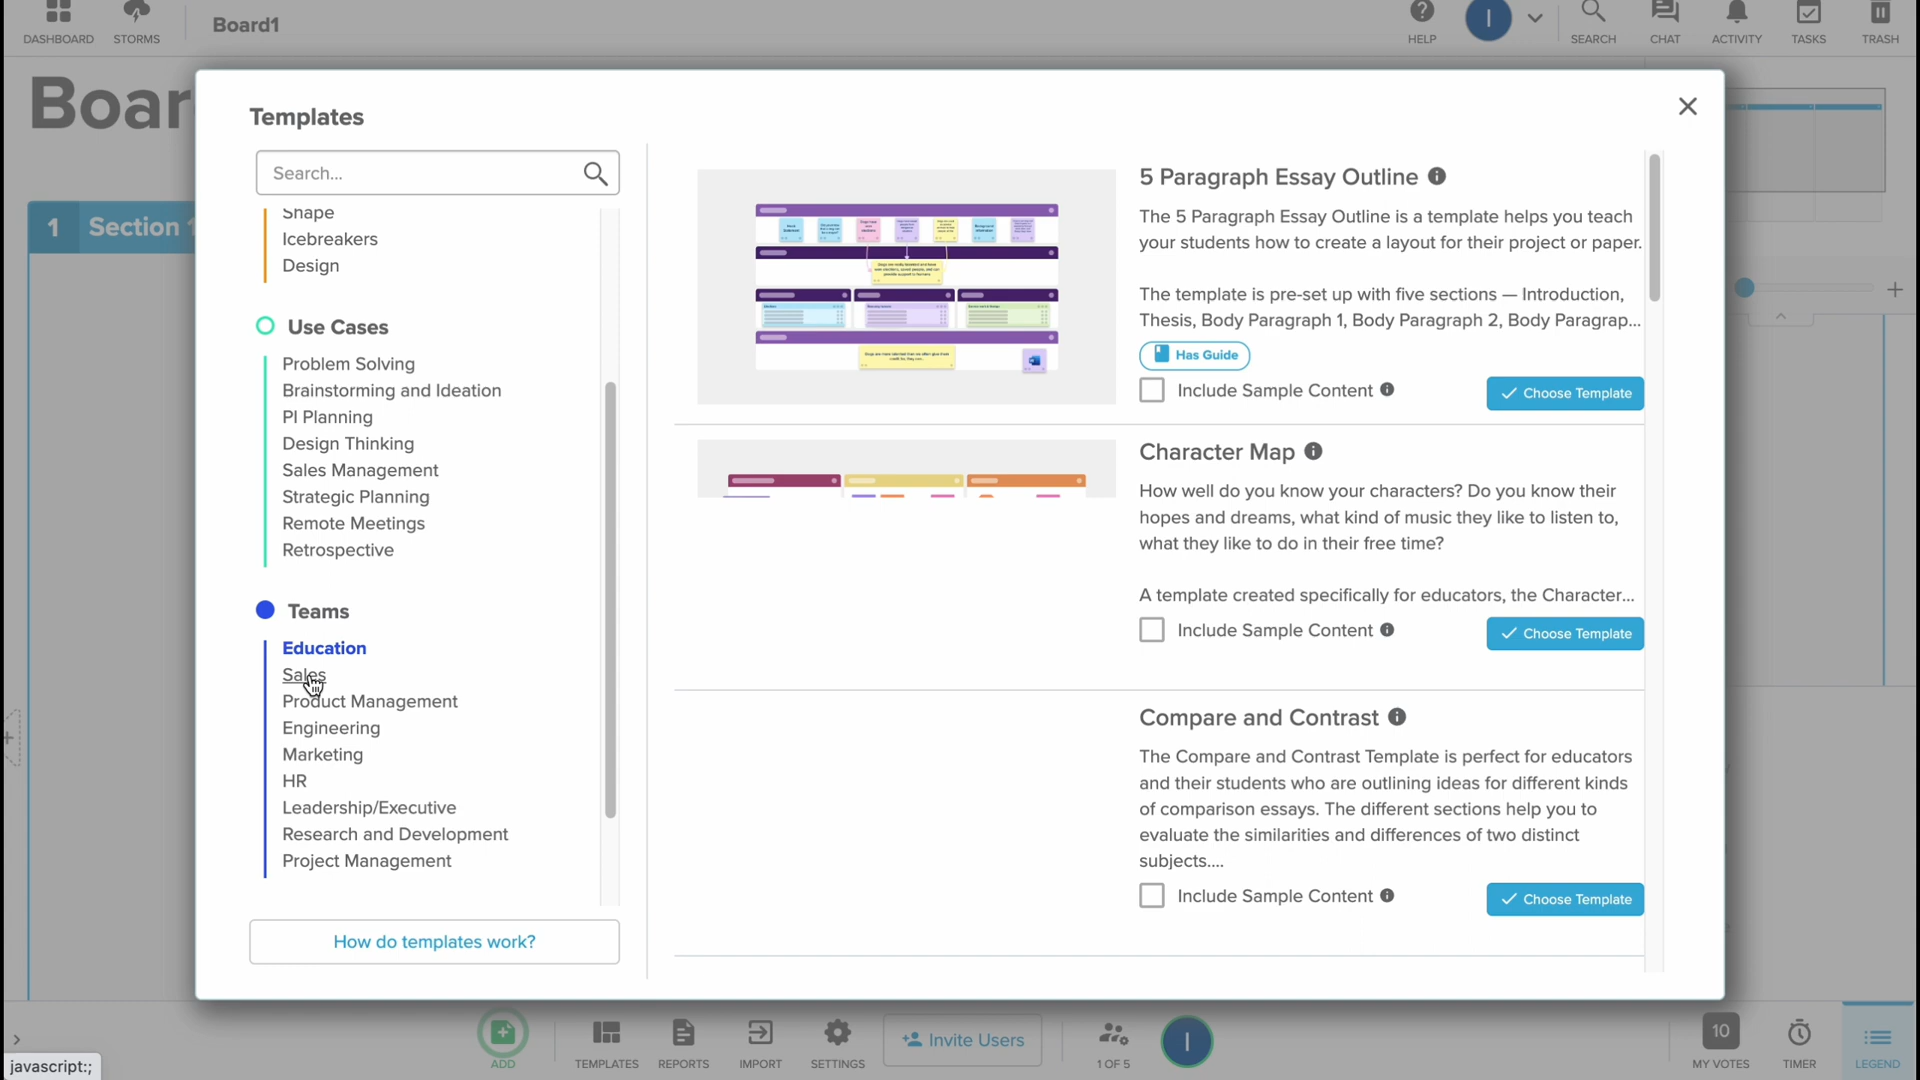 DASHBOARD
STORMS
Board1
HELP
I
SEARCH
CHAT
ACTIVITY
TASKS
TRASH
Boar
1 Section 1
Templates
Search...
Shape
Icebreakers
Design
Use Cases
Problem Solving
Brainstorming and Ideation
PI Planning
Design Thinking
Sales Management
Strategic Planning
Remote Meetings
Retrospective
Teams
Education
Sales
Product Management
Engineering
Marketing
HR
Leadership/Executive
Research and Development
Project Management
How do templates work?
5 Paragraph Essay Outline
The 5 Paragraph Essay Outline is a template helps you teach
your students how to create a layout for their project or paper.
The template is pre-set up with five sections — Introduction,
Thesis, Body Paragraph 1, Body Paragraph 2, Body Paragrap...
Has Guide
Include Sample Content
Choose Template
Character Map
How well do you know your characters? Do you know their
hopes and dreams, what kind of music they like to listen to,
what they like to do in their free time?
A template created specifically for educators, the Character...
Include Sample Content
Choose Template
Compare and Contrast
The Compare and Contrast Template is perfect for educators
and their students who are outlining ideas for different kinds
of comparison essays. The different sections help you to
evaluate the similarities and differences of two distinct
subjects....
Include Sample Content
Choose Template
ADD
TEMPLATES
REPORTS
IMPORT
SETTINGS
Invite Users
1 OF 5
I
10
MY VOTES
TIMER
LEGEND
javascript:;